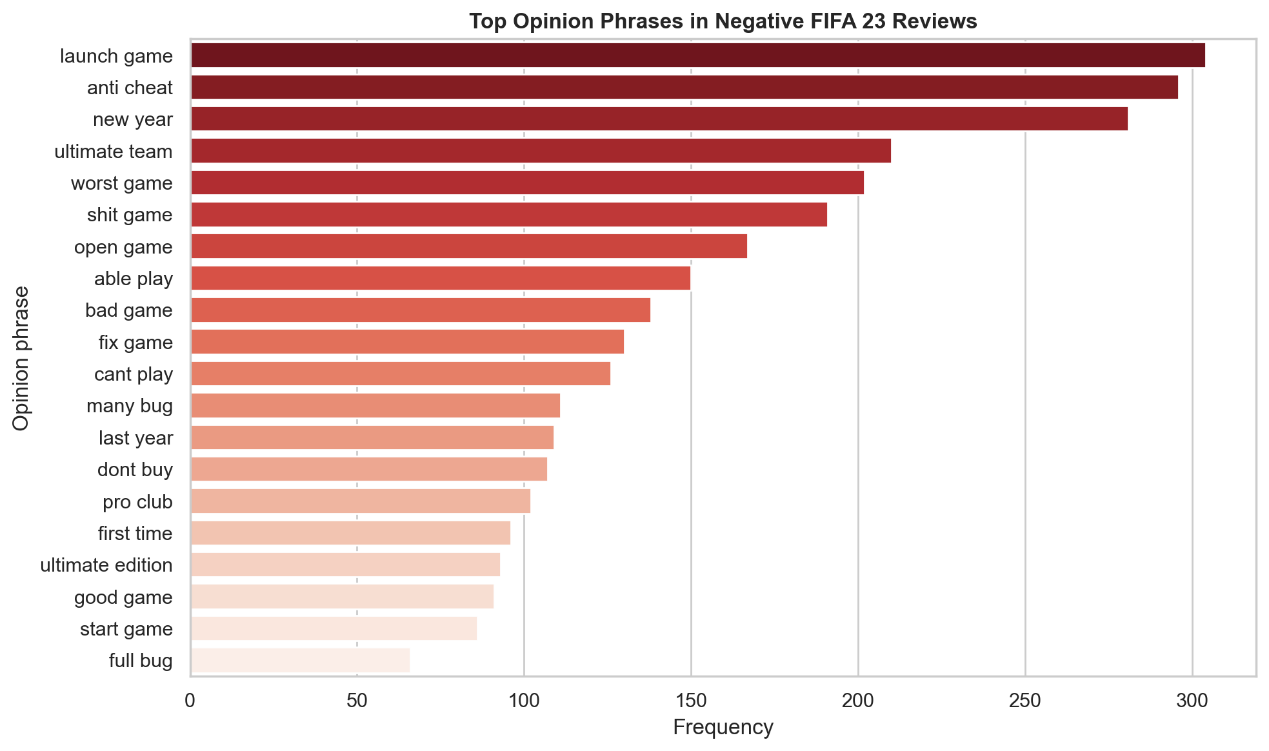 Top Opinion Phrases in Negative FIFA 23 Reviews
Opinion phrase
launch game
anti cheat
new year
ultimate team
worst game
shit game
open game
able play
bad game
fix game
cant play
many bug
last year
dont buy
pro club
first time
ultimate edition
good game
start game
full bug
0 50 100 150 200 250 300
Frequency